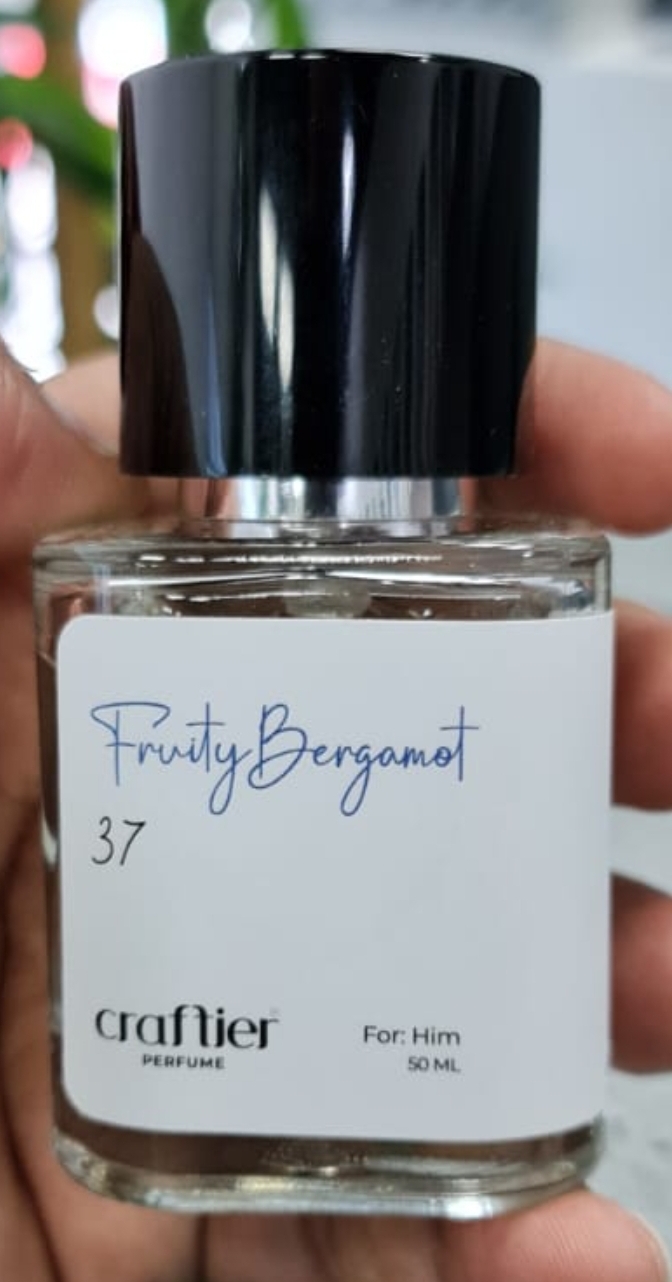 Fruity Bergamot
37
craftier
PERFUME
For: Him
50 ML